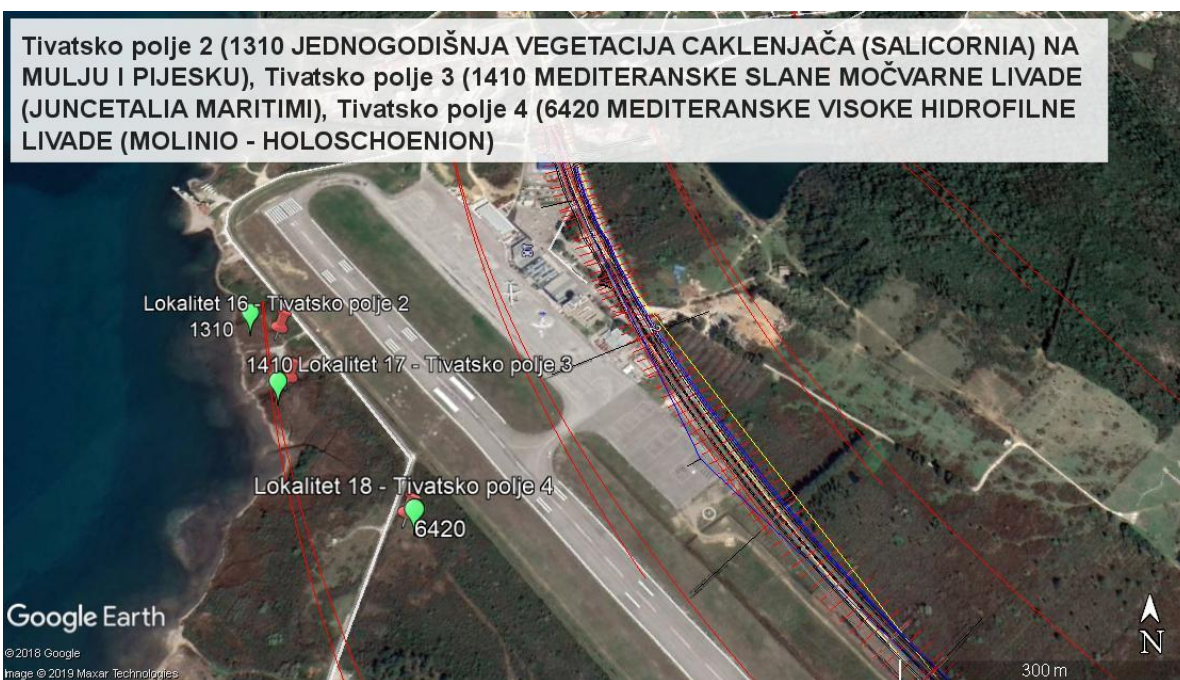 Tivatsko polje 2 (1310 JEDNOGODIŠNJA VEGETACIJA CAKLENJAČA (SALICORNIA) NA
MULJU I PIJESKU), Tivatsko polje 3 (1410 MEDITERANSKE SLANE MOČVARNE LIVADE
(JUNCETALIA MARITIMI), Tivatsko polje 4 (6420 MEDITERANSKE VISOKE HIDROFILNE
LIVADE (MOLINIO - HOLOSCHOENION)
Lokalitet 16 - Tivatsko polje 2
1310
1410 Lokalitet 17 - Tivatsko polje 3
Lokalitet 18 - Tivatsko polje 4
6420
Google Earth
©2018 Google
Image © 2019 Maxar Technologies
N
300 m